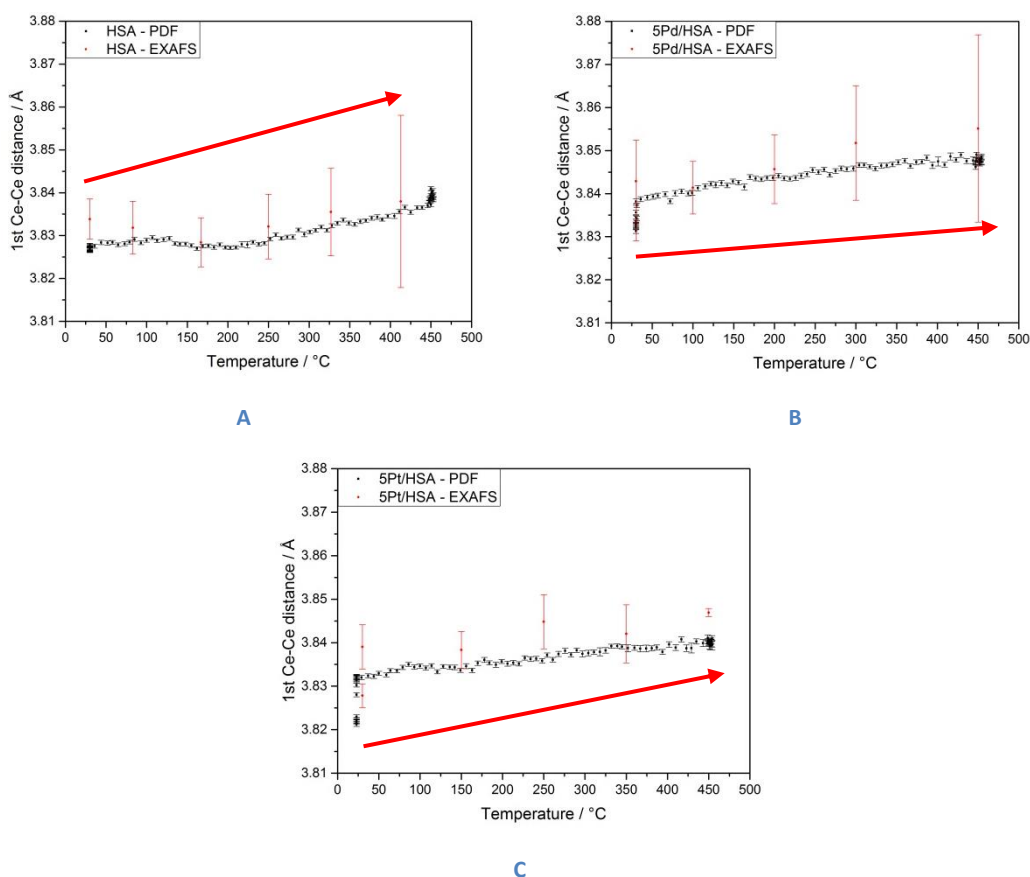 HSA - PDF
HSA - EXAFS
1st Ce-Ce distance / Å
3.88
3.87
3.86
3.85
3.84
3.83
3.82
3.81
0 50 100 150 200 250 300 350 400 450 500
Temperature / °C
A
5Pd/HSA - PDF
5Pd/HSA - EXAFS
1st Ce-Ce distance / Å
3.88
3.87
3.86
3.85
3.84
3.83
3.82
3.81
0 50 100 150 200 250 300 350 400 450 500
Temperature / °C
B
5Pt/HSA - PDF
5Pt/HSA - EXAFS
1st Ce-Ce distance / Å
3.88
3.87
3.86
3.85
3.84
3.83
3.82
3.81
0 50 100 150 200 250 300 350 400 450 500
Temperature / °C
C